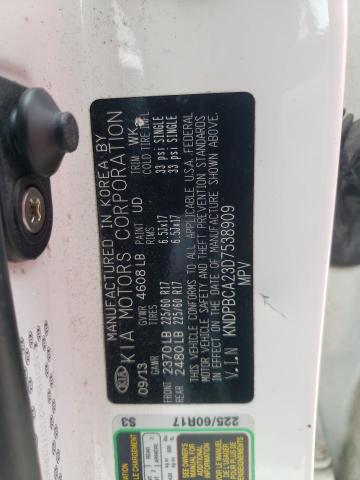 MANUFACTURED IN KOREA BY
KIA KIA MOTORS CORPORATION
09/13 GVWR 4608LB PAINT UD TRIM WK
GAWR RIMS COLD TIRE INFL
FRONT 2370LB 225/60 R17 6.5Jx17 33 psi SINGLE
REAR 2480LB 225/60 R17 6.5Jx17 33 psi SINGLE
THIS VEHICLE CONFORMS TO ALL APPLICABLE U.S.A. FEDERAL
MOTOR VEHICLE SAFETY AND THEFT PREVENTION STANDARDS
IN EFFECT ON THE DATE OF MANUFACTURE SHOWN ABOVE.
V.I.N KNDPBCA23D7538909
MPV
225/60R17 S3